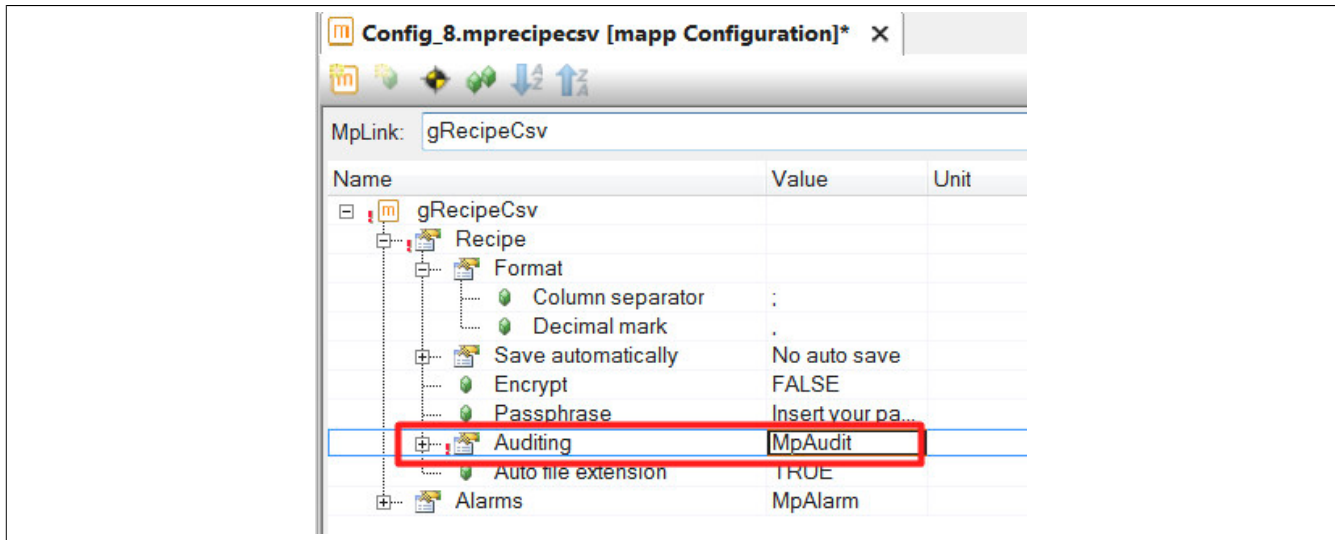 Config_8.mprecipecsv [mapp Configuration]* X
MpLink: gRecipeCsv
Name Value Unit
gRecipeCsv
Recipe
Format
Column separator ;
Decimal mark ,
Save automatically No auto save
Encrypt FALSE
Passphrase Insert your pa...
Auditing MpAudit
Auto file extension TRUE
Alarms MpAlarm